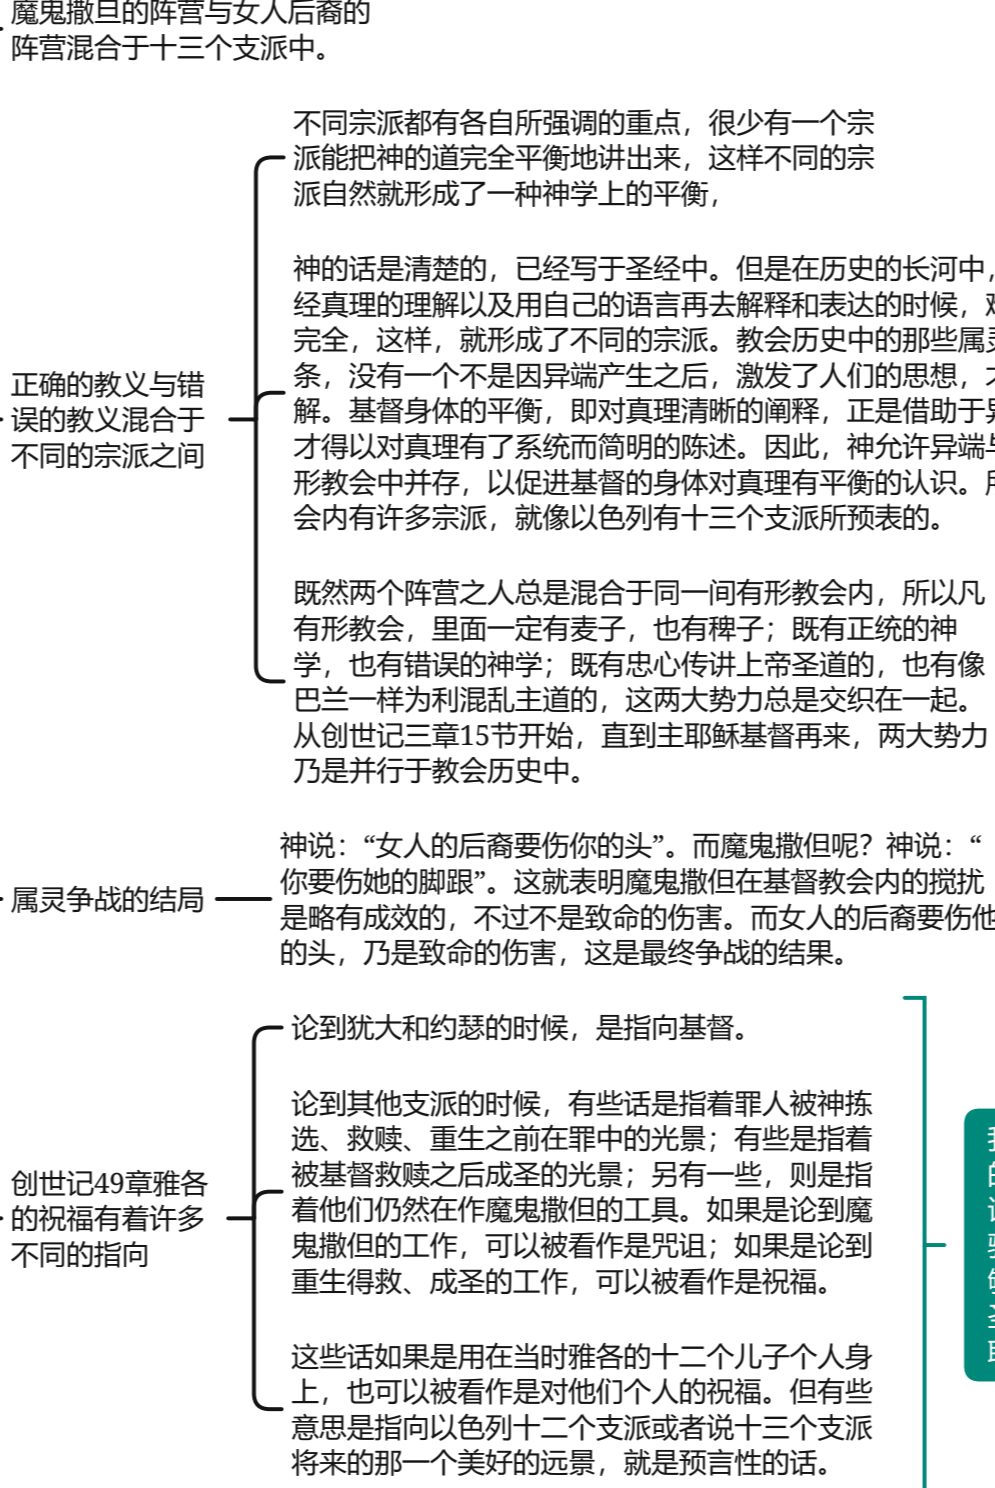 魔鬼撒旦的阵营与女人后裔的
阵营混合于十三个支派中。
不同宗派都有各自所强调的重点，很少有一个宗
派能把神的道完全平衡地讲出来，这样不同的宗
派自然就形成了一种神学上的平衡，
正确的教义与错
误的教义混合于
不同的宗派之间
神的话是清楚的，已经写于圣经中。但是在历史的长河中，
经真理的理解以及用自己的语言再去解释和表达的时候，
完全，这样，就形成了不同的宗派。教会历史中的那些属
条，没有一个不是因异端产生之后，激发了人们的思想，
解。基督身体的平衡，即对真理清晰的阐释，正是借助于
才得以对真理有了系统而简明的陈述。因此，神允许异端
形教会中并存，以促进基督的身体对真理有平衡的认识。
会内有许多宗派，就像以色列有十三个支派所预表的。
既然两个阵营之人总是混合于同一间有形教会内，所以凡
有形教会，里面一定有麦子，也有稗子；既有正统的神
学，也有错误的神学；既有忠心传讲上帝圣道的，也有像
巴兰一样为利混乱主道的，这两大势力总是交织在一起。
从创世记三章15节开始，直到主耶稣基督再来，两大势力
乃是并行于教会历史中。
属灵争战的结局
神说：“女人的后裔要伤你的头”。而魔鬼撒但呢？神说：“
你要伤她的脚跟”。这就表明魔鬼撒但在基督教会内的搅扰
是略有成效的，不过不是致命的伤害。而女人的后裔要伤他
的头，乃是致命的伤害，这是最终争战的结果。
创世记49章雅各
的祝福有着许多
不同的指向
论到犹大和约瑟的时候，是指向基督。
论到其他支派的时候，有些话是指着罪人被神拣
选、救赎、重生之前在罪中的光景；有些是指着
被基督救赎之后成圣的光景；另有一些，则是指
着他们仍然在作魔鬼撒但的工具。如果是论到魔
鬼撒但的工作，可以被看作是咒诅；如果是论到
重生得救、成圣的工作，可以被看作是祝福。
这些话如果是用在当时雅各的十二个儿子个人身
上，也可以被看作是对他们个人的祝福。但有些
意思是指向以色列十二个支派或者说十三个支派
将来的那一个美好的远景，就是预言性的话。